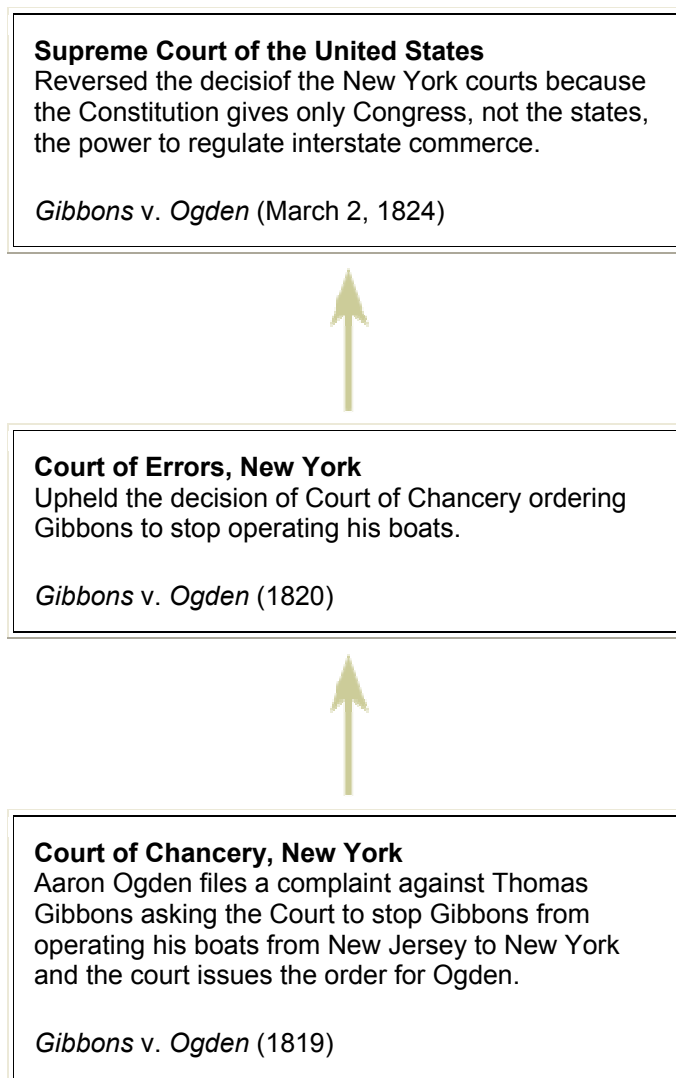 Supreme Court of the United States
Reversed the decisiof the New York courts because
the Constitution gives only Congress, not the states,
the power to regulate interstate commerce.
Gibbons v. Ogden (March 2, 1824)
Court of Errors, New York
Upheld the decision of Court of Chancery ordering
Gibbons to stop operating his boats.
Gibbons v. Ogden (1820)
Court of Chancery, New York
Aaron Ogden files a complaint against Thomas
Gibbons asking the Court to stop Gibbons from
operating his boats from New Jersey to New York
and the court issues the order for Ogden.
Gibbons v. Ogden (1819)